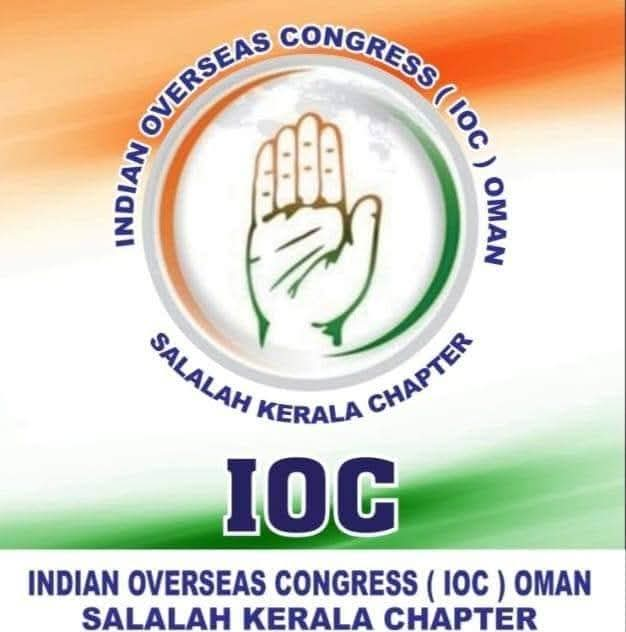 INDIAN OVERSEAS CONGRESS ( IOC ) OMAN
SALALAH KERALA CHAPTER
IOC
INDIAN OVERSEAS CONGRESS ( IOC ) OMAN
SALALAH KERALA CHAPTER